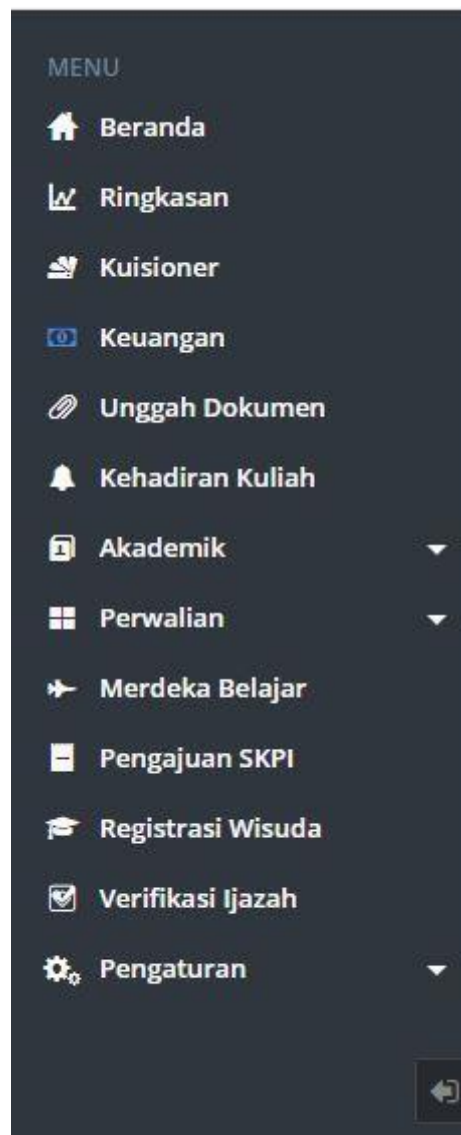 MENU
Beranda
Ringkasan
Kuisioner
Keuangan
Unggah Dokumen
Kehadiran Kuliah
Akademik
Perwalian
Merdeka Belajar
Pengajuan SKPI
Registrasi Wisuda
Verifikasi Ijazah
Pengaturan